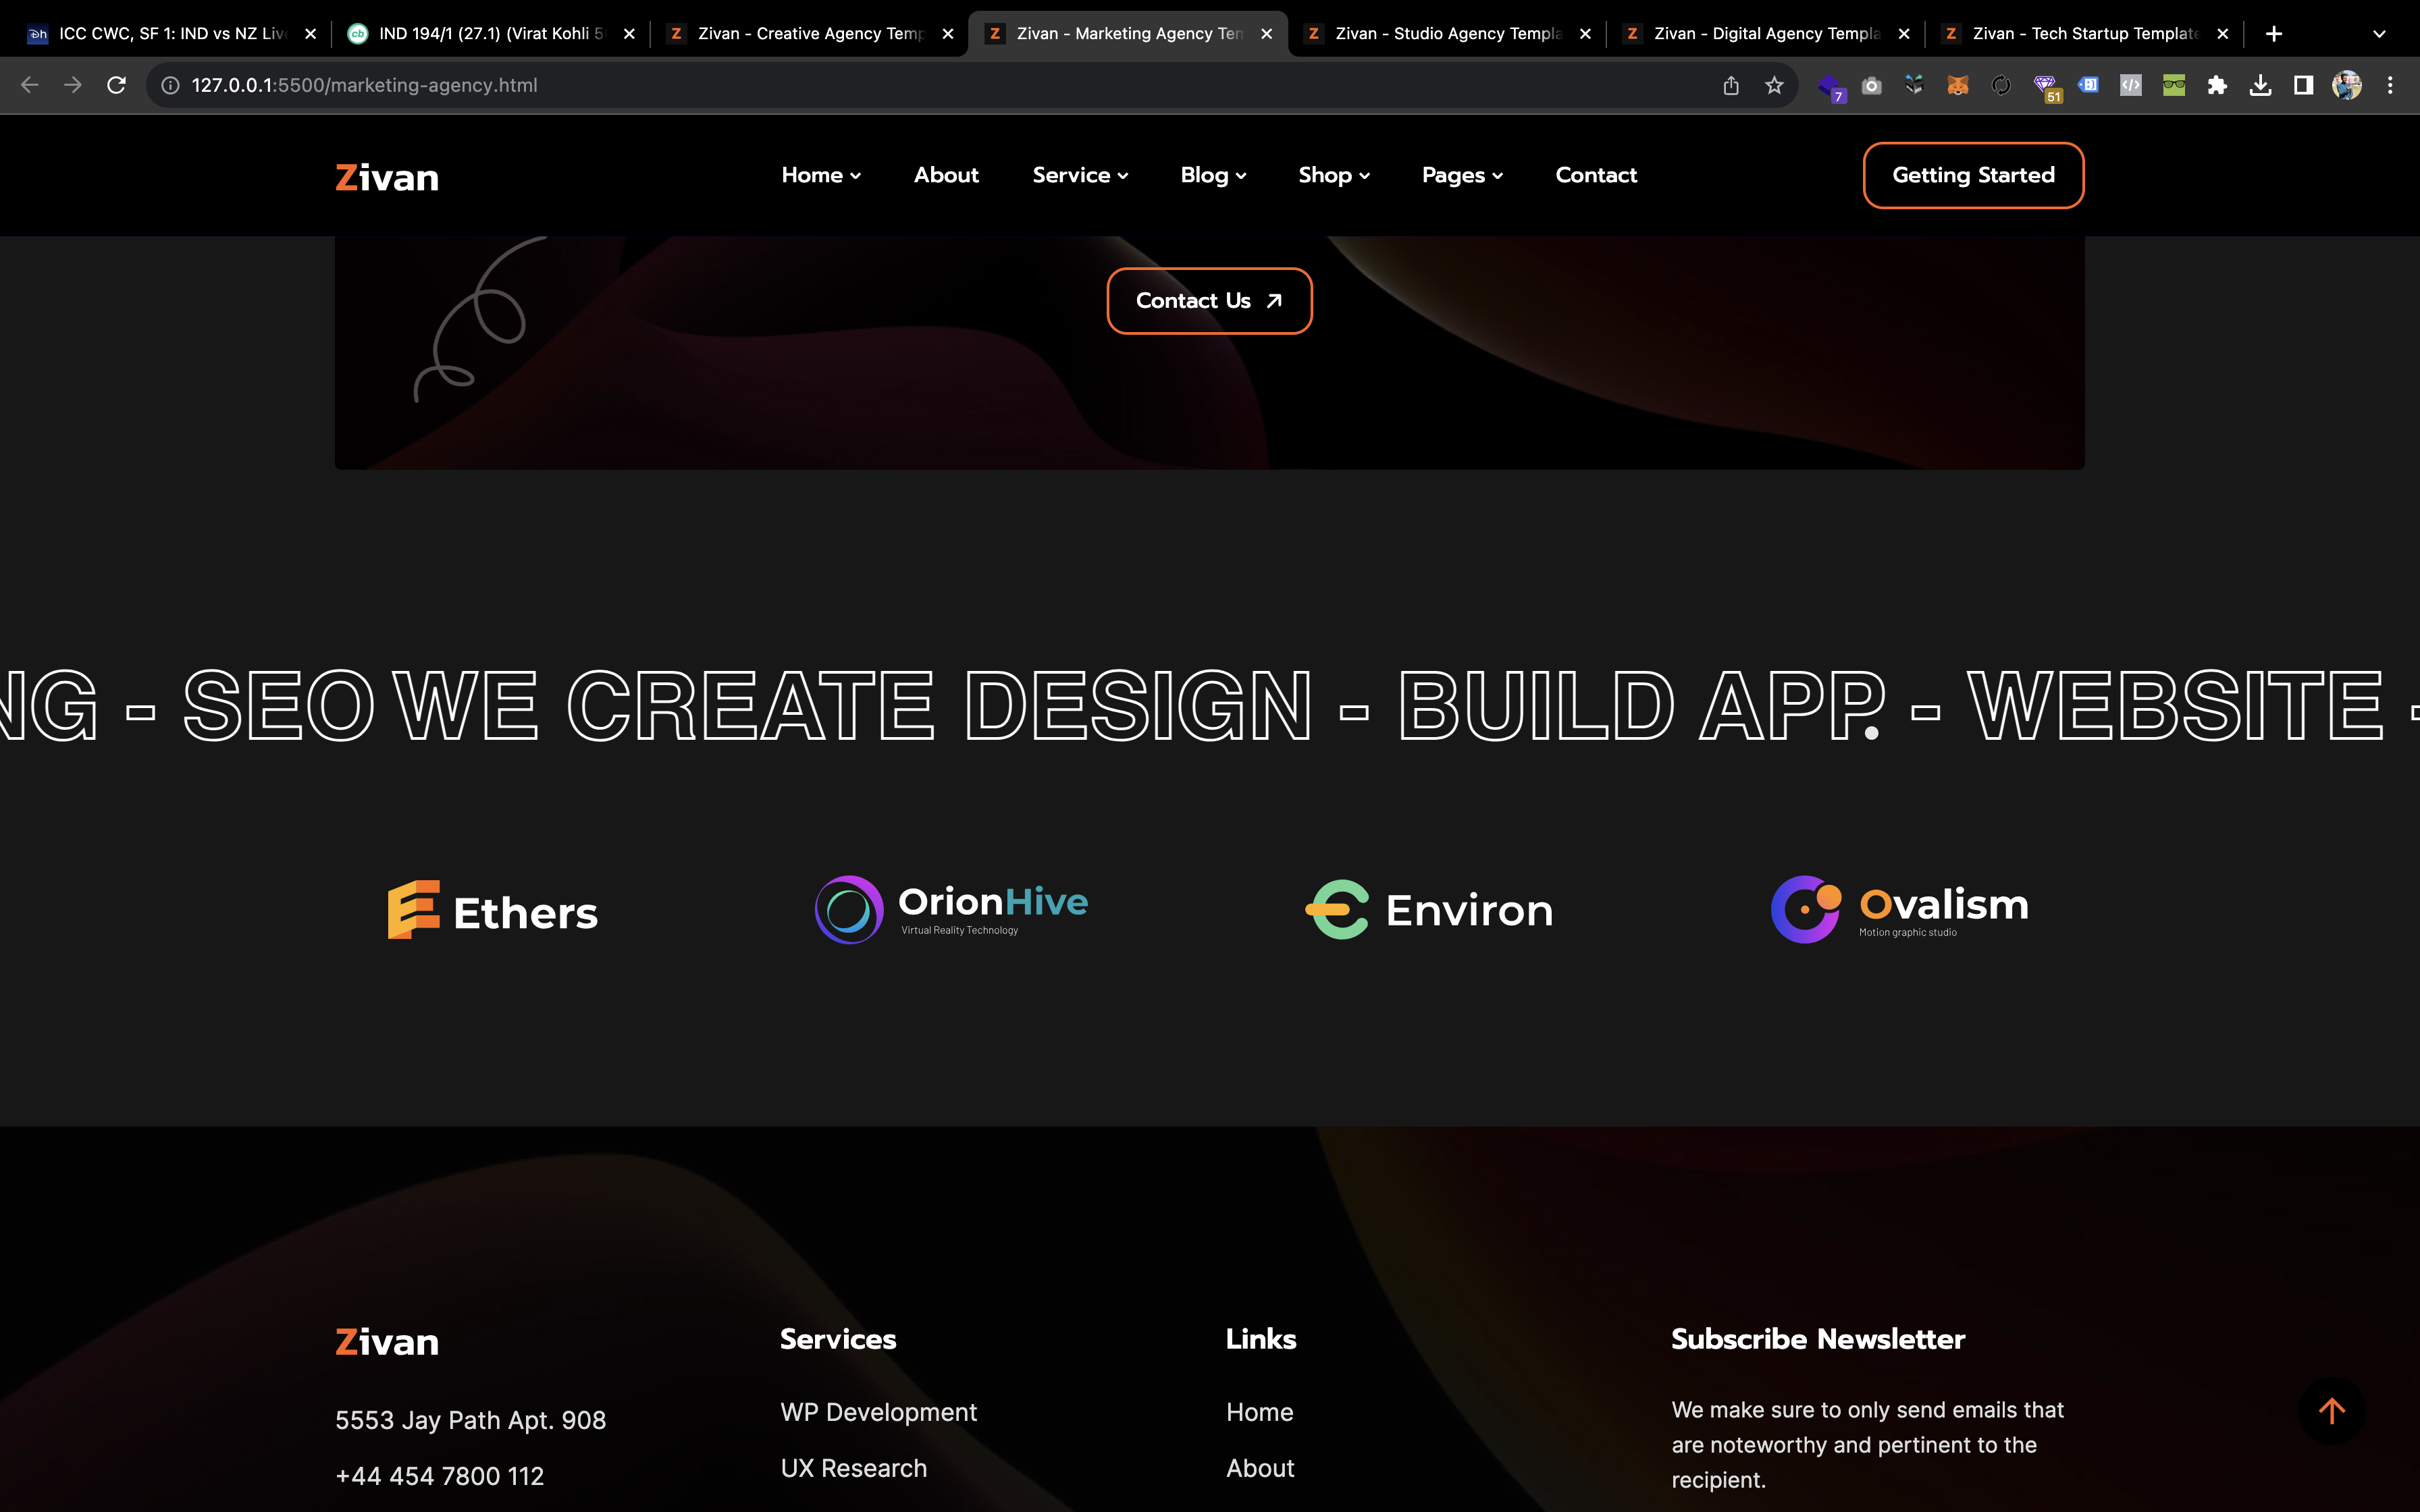 ICC CWC, SF 1: IND vs NZ Liv
IND 194/1 (27.1) (Virat Kohli 5
Zivan - Creative Agency Temp
Zivan - Marketing Agency Tem
Zivan - Studio Agency Templa
Zivan - Digital Agency Templa
Zivan - Tech Startup Template
127.0.0.1:5500/marketing-agency.html
7
51
Zivan
Home
About
Service
Blog
Shop
Pages
Contact
Getting Started
Contact Us
NG - SEO WE CREATE DESIGN - BUILD APP. - WEBSITE -
Ethers
OrionHive
Virtual Reality Technology
Environ
Ovalism
Motion graphic studio
Zivan
5553 Jay Path Apt. 908
+44 454 7800 112
Services
WP Development
UX Research
Links
Home
About
Subscribe Newsletter
We make sure to only send emails that
are noteworthy and pertinent to the
recipient.